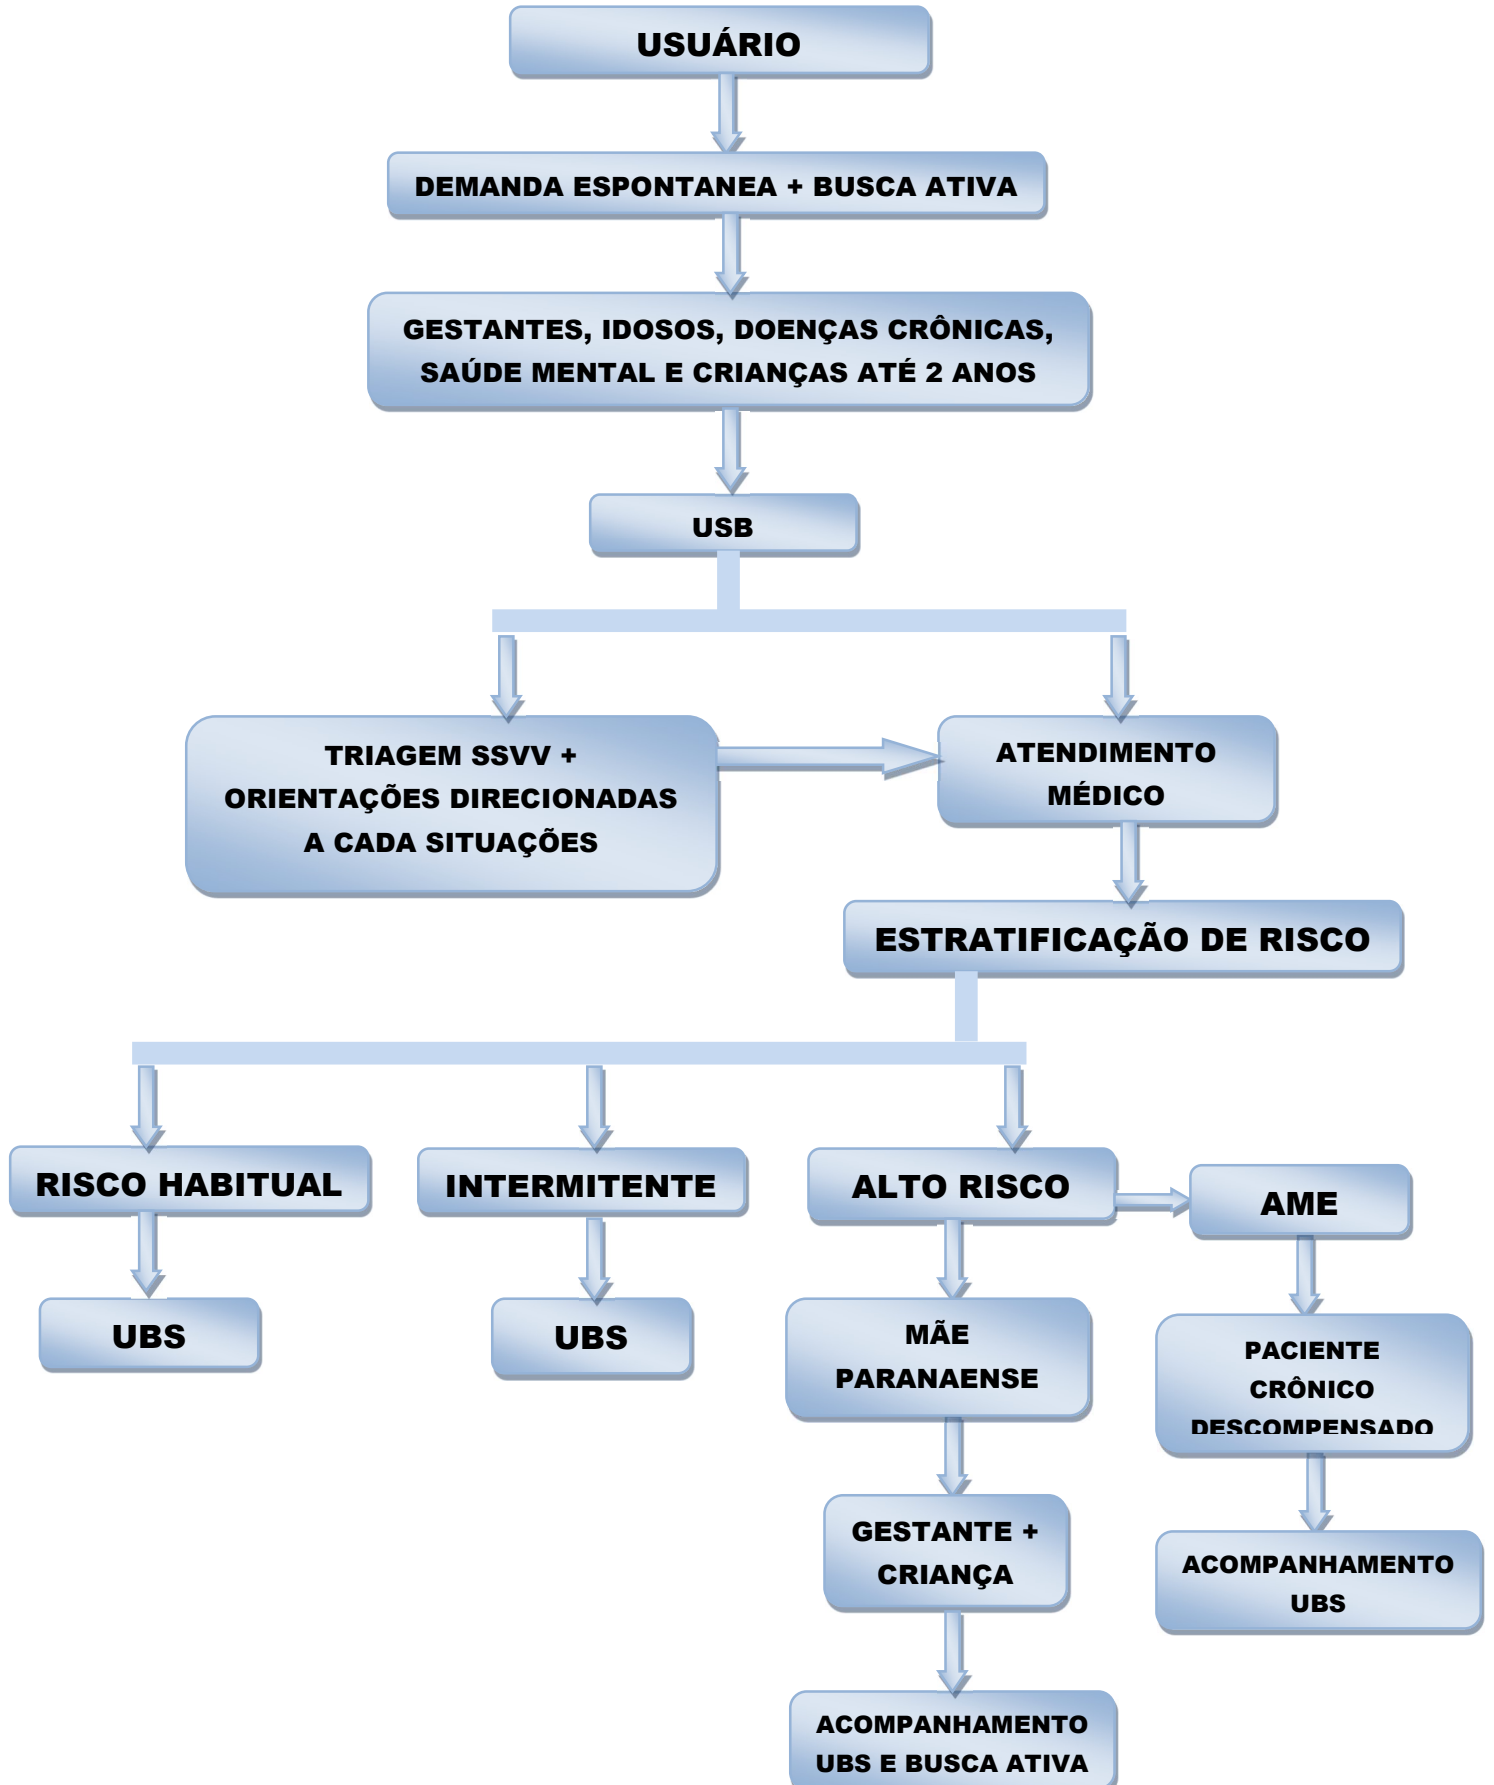 USUÁRIO
DEMANDA ESPONTANEA + BUSCA ATIVA
GESTANTES, IDOSOS, DOENÇAS CRÔNICAS,
SAÚDE MENTAL E CRIANÇAS ATÉ 2 ANOS
USB
TRIAGEM SSVV +
ORIENTAÇÕES DIRECIONADAS
A CADA SITUAÇÕES
ATENDIMENTO
MÉDICO
ESTRATIFICAÇÃO DE RISCO
RISCO HABITUAL
INTERMITENTE
ALTO RISCO
AME
UBS
UBS
MÃE
PARANAENSE
PACIENTE
CRÔNICO
DESCOMPENSADO
GESTANTE +
CRIANÇA
ACOMPANHAMENTO
UBS
ACOMPANHAMENTO
UBS E BUSCA ATIVA